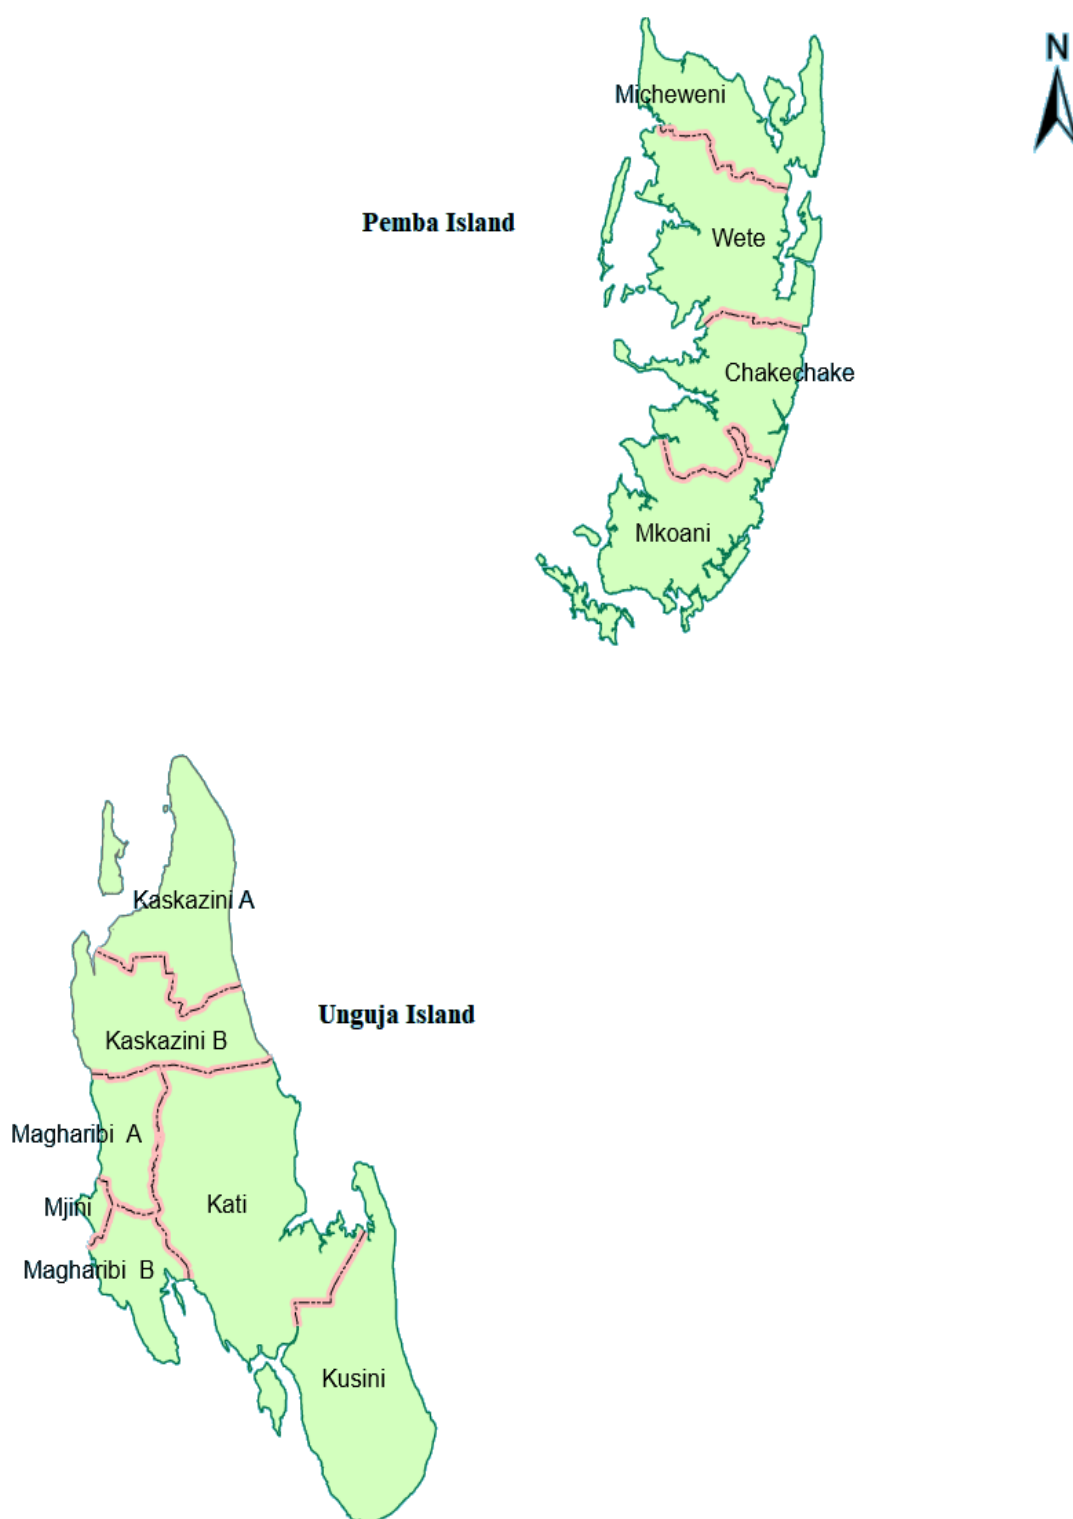 N
Micheweni
Pemba Island
Wete
Chakechake
Mkoani
Kaskazini A
Unguja Island
Kaskazini B
Magharibi A
Kati
Mjini
Magharibi B
Kusini